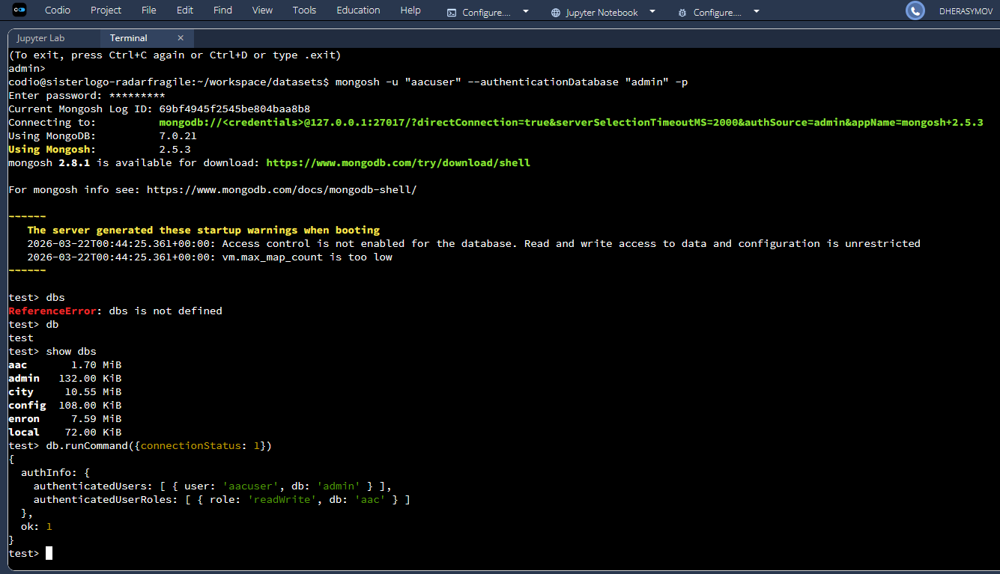 Codio Project File Edit Find View Tools Education Help Configure.... Jupyter Notebook Configure.... DHERASYMOV
Jupyter Lab Terminal ×
(To exit, press Ctrl+C again or Ctrl+D or type .exit)
admin>
codio@sisterlogo-radarfragile:~/workspace/datasets$ mongosh -u "aacuser" --authenticationDatabase "admin" -p
Enter password: *********
Current Mongosh Log ID: 69bf4945f2545be804baa8b8
Connecting to: mongodb://<credentials>@127.0.0.1:27017/?directConnection=true&serverSelectionTimeoutMS=2000&authSource=admin&appName=mongosh+2.5.3
Using MongoDB: 7.0.21
Using Mongosh: 2.5.3
mongosh 2.8.1 is available for download: https://www.mongodb.com/try/download/shell
For mongosh info see: https://www.mongodb.com/docs/mongodb-shell/
------
The server generated these startup warnings when booting
2026-03-22T00:44:25.361+00:00: Access control is not enabled for the database. Read and write access to data and configuration is unrestricted
2026-03-22T00:44:25.361+00:00: vm.max_map_count is too low
------
test> dbs
ReferenceError: dbs is not defined
test> db
test
test> show dbs
aac 1.70 MiB
admin 132.00 KiB
city 10.55 MiB
config 108.00 KiB
enron 7.59 MiB
local 72.00 KiB
test> db.runCommand({connectionStatus: 1})
{
authInfo: {
authenticatedUsers: [ { user: 'aacuser', db: 'admin' } ],
authenticatedUserRoles: [ { role: 'readWrite', db: 'aac' } ]
},
ok: 1
}
test>